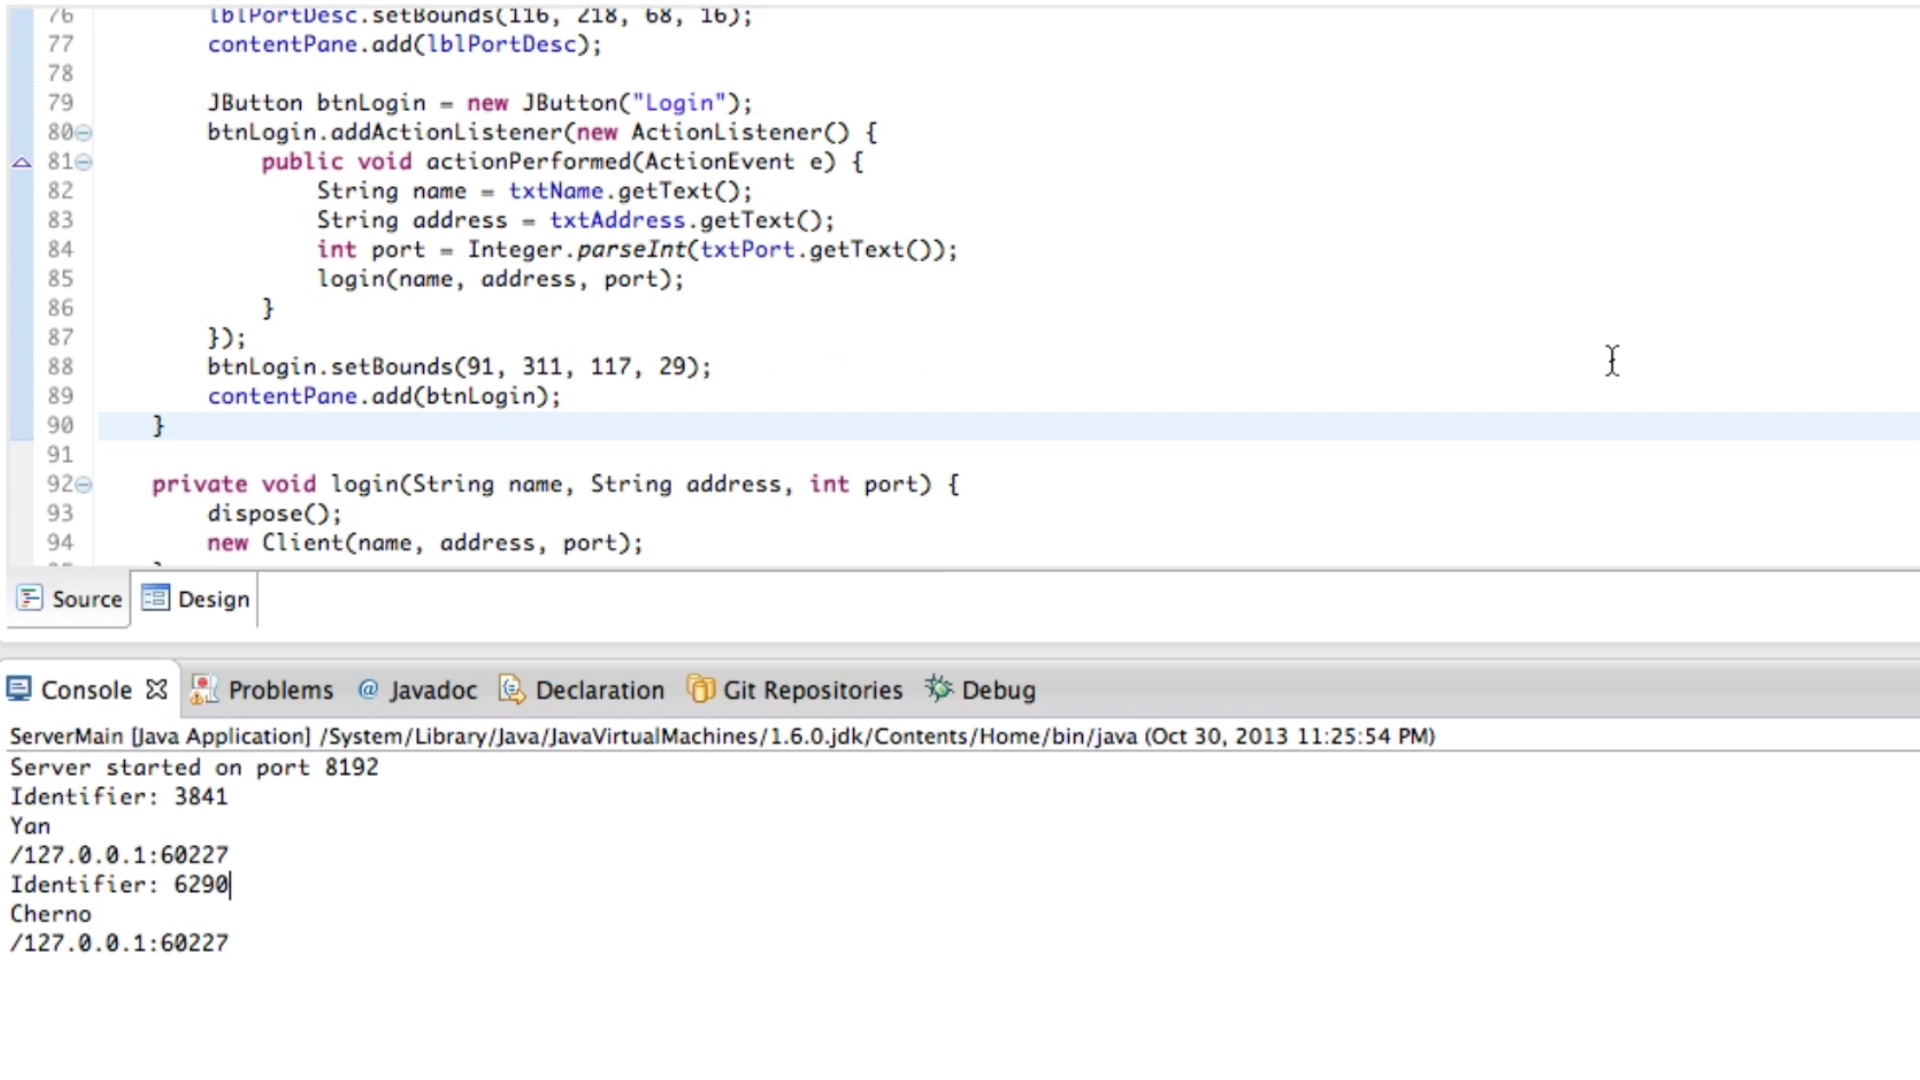 76 lblPortDesc.setBounds(116, 218, 68, 16);
77 contentPane.add(lblPortDesc);
78
79 JButton btnLogin = new JButton("Login");
80 btnLogin.addActionListener(new ActionListener() {
81 public void actionPerformed(ActionEvent e) {
82 String name = txtName.getText();
83 String address = txtAddress.getText();
84 int port = Integer.parseInt(txtPort.getText());
85 login(name, address, port);
86 }
87 });
88 btnLogin.setBounds(91, 311, 117, 29);
89 contentPane.add(btnLogin);
90 }
91
92 private void login(String name, String address, int port) {
93 dispose();
94 new Client(name, address, port);
Source Design
Console Problems @ Javadoc Declaration Git Repositories Debug
ServerMain [Java Application] /System/Library/Java/JavaVirtualMachines/1.6.0.jdk/Contents/Home/bin/java (Oct 30, 2013 11:25:54 PM)
Server started on port 8192
Identifier: 3841
Yan
/127.0.0.1:60227
Identifier: 6290
Cherno
/127.0.0.1:60227